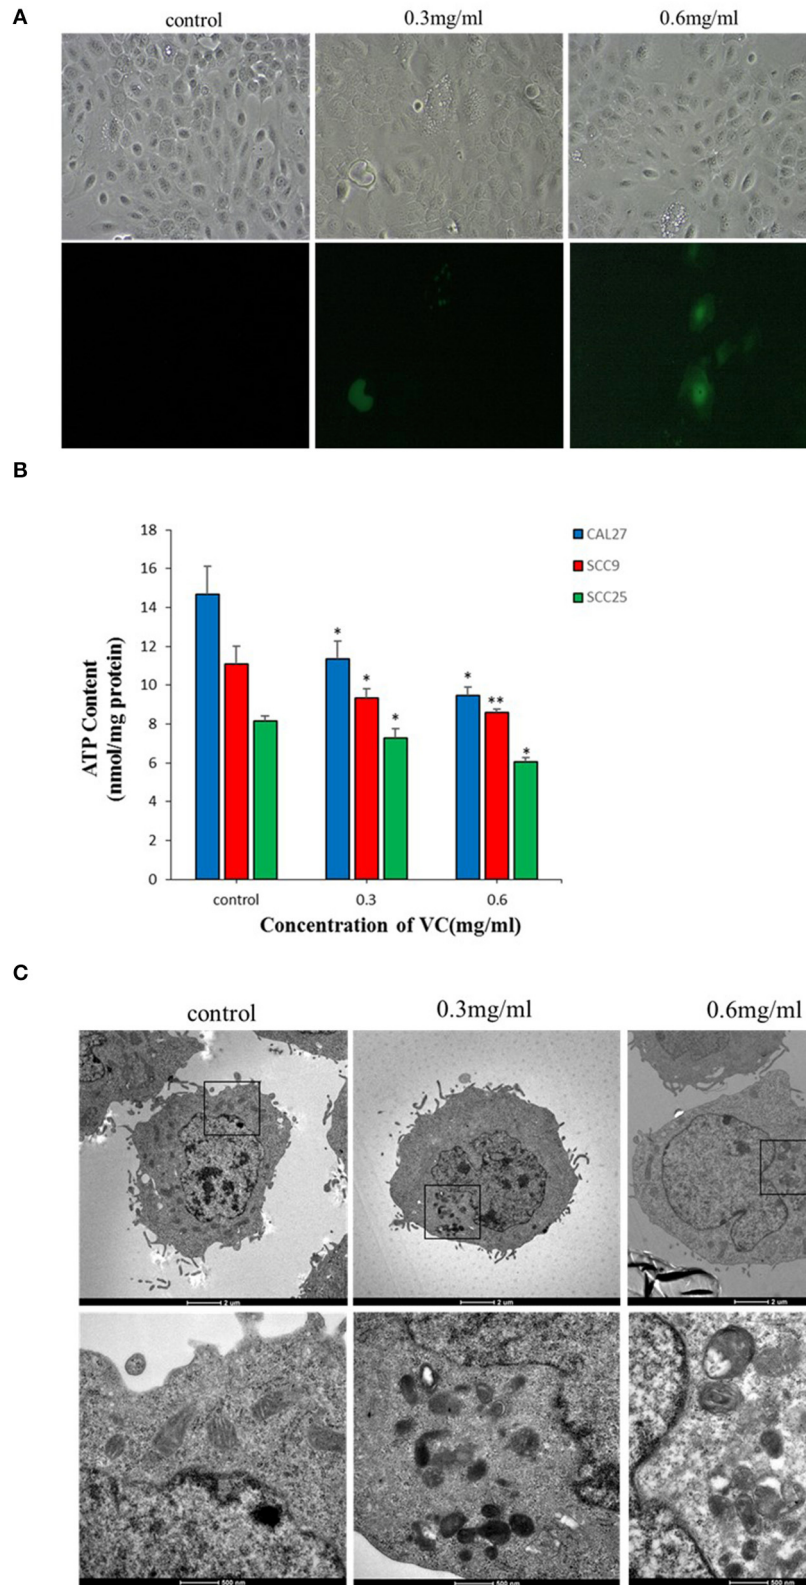 A
control 0.3mg/ml 0.6mg/ml
B
18
16
14
12
10
8
6
4
2
0
ATP Content
(nmol/mg protein)
CAL27
SCC9
SCC25
*
*
*
*
**
*
control 0.3 0.6
Concentration of VC(mg/ml)
C
control 0.3mg/ml 0.6mg/ml
2 um 2 um 2 um
500 nm 500 nm 500 nm